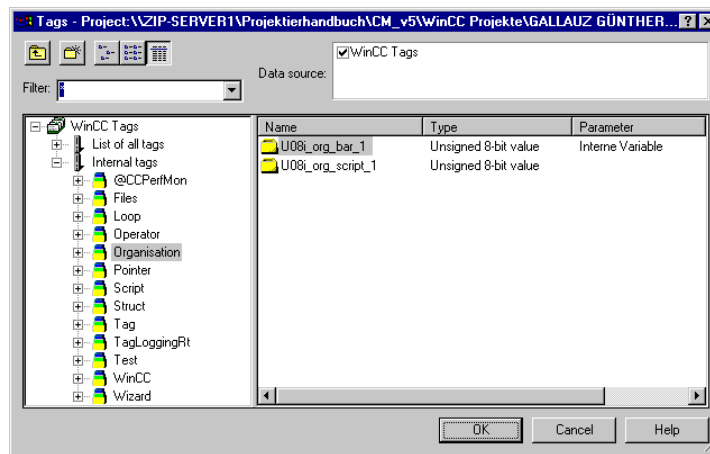 Tags - Project:\\ZIP-SERVER1\Projektierhandbuch\CM_v5\WinCC Projekte\GALLAUZ GÜNTHER...
WinCC Tags
Data source:
Filter: *
WinCC Tags
List of all tags
Internal tags
@CCPerfMon
Files
Loop
Operator
Organisation
Pointer
Script
Struct
Tag
TagLoggingRt
Test
WinCC
Wizard
Name Type Parameter
U08i_org_bar_1 Unsigned 8-bit value Interne Variable
U08i_org_script_1 Unsigned 8-bit value
OK Cancel Help